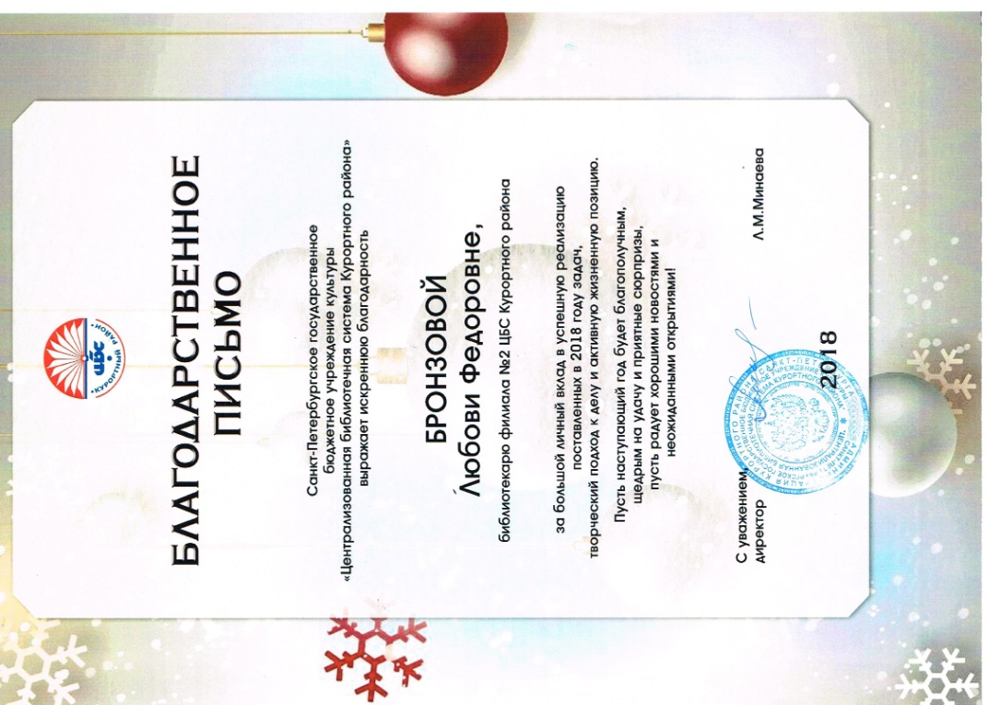 ЦБС
•КУРОРТНЫЙ РАЙОН•
БЛАГОДАРСТВЕННОЕ
ПИСЬМО
Санкт-Петербургское государственное
бюджетное учреждение культуры
«Централизованная библиотечная система Курортного района»
выражает искреннюю благодарность
БРОНЗОВОЙ
Любови Федоровне,
библиотекарю филиала №2 ЦБС Курортного района
за большой личный вклад в успешную реализацию
поставленных в 2018 году задач,
творческий подход к делу и активную жизненную позицию.
Пусть наступающий год будет благополучным,
щедрым на удачу и приятные сюрпризы,
пусть радует хорошими новостями и
неожиданными открытиями!
С уважением,
директор Л.М.Минаева
2018